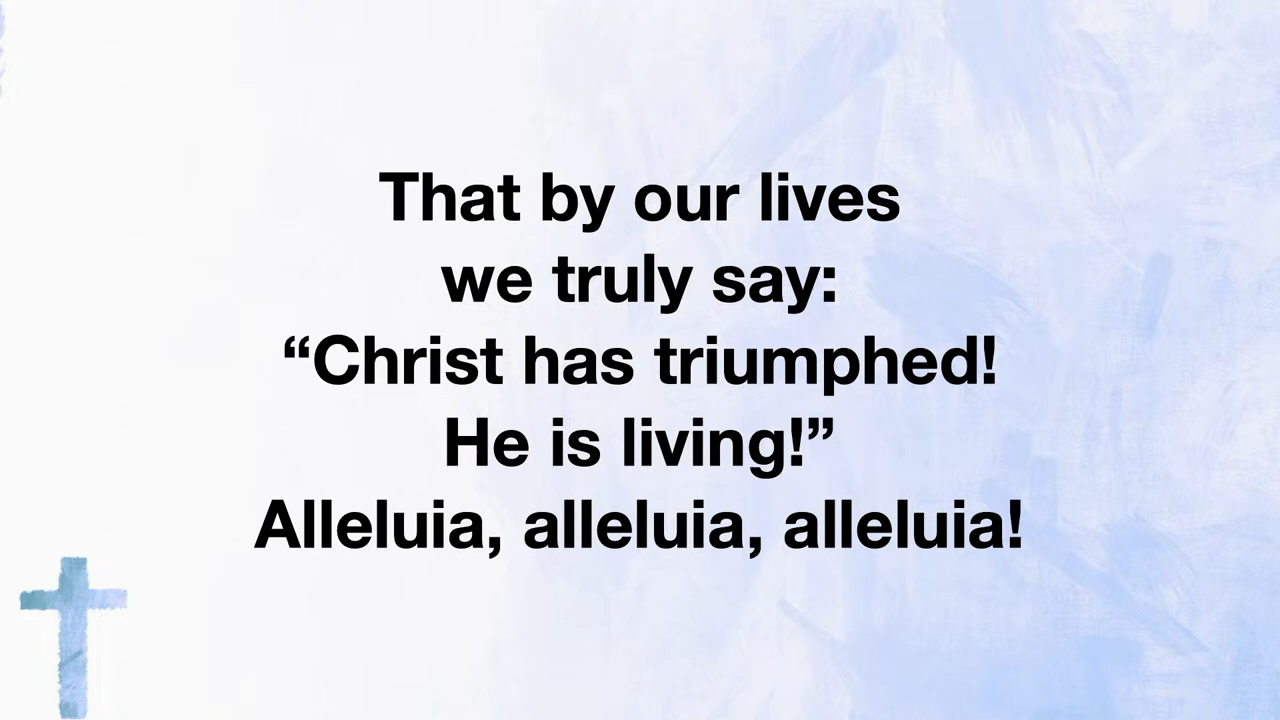 That by our lives
we truly say:
“Christ has triumphed!
He is living!”
Alleluia, alleluia, alleluia!